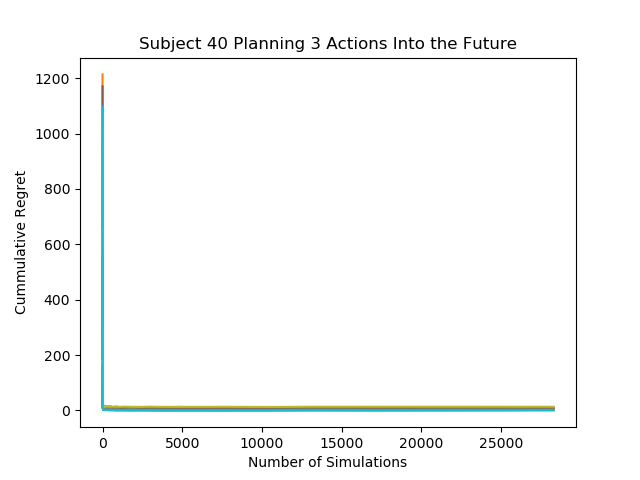 Subject 40 Planning 3 Actions Into the Future
1200
1000
800
600
400
200
0
Cummulative Regret
0 5000 10000 15000 20000 25000
Number of Simulations